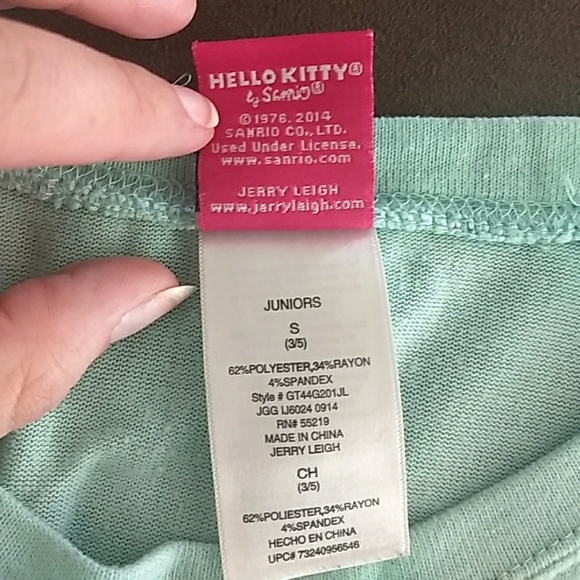 HELLO KITTY®
by Sanrio®
©1976, 2014
SANRIO CO., LTD.
Used Under License.
www.sanrio.com
JERRY LEIGH
www.jerryleigh.com
JUNIORS
S
(3/5)
62%POLYESTER,34%RAYON
4%SPANDEX
Style # GT44G201JL
JGG IJ6024 0914
RN# 55219
MADE IN CHINA
JERRY LEIGH
CH
(3/5)
62%POLIESTER,34%RAYON
4%SPANDEX
HECHO EN CHINA
UPC# 73240956546